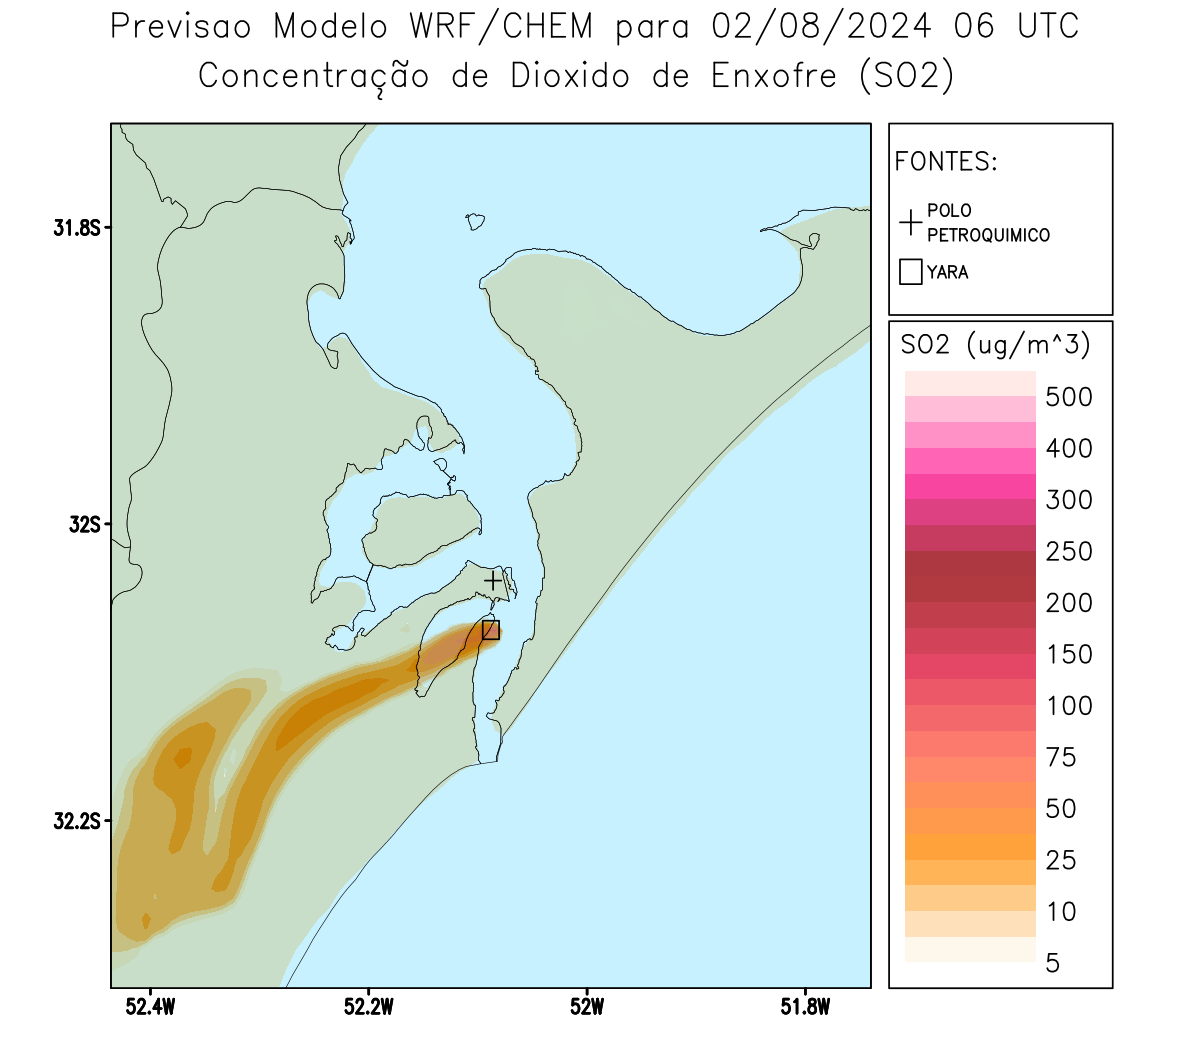 Previsao Modelo WRF/CHEM para 02/08/2024 06 UTC
Concentração de Dioxido de Enxofre (SO2)
FONTES:
POLO
PETROQUIMICO
YARA
SO2 (ug/m^3)
500
400
300
250
200
150
100
75
50
25
10
5
31.8S
32S
32.2S
52.4W
52.2W
52W
51.8W